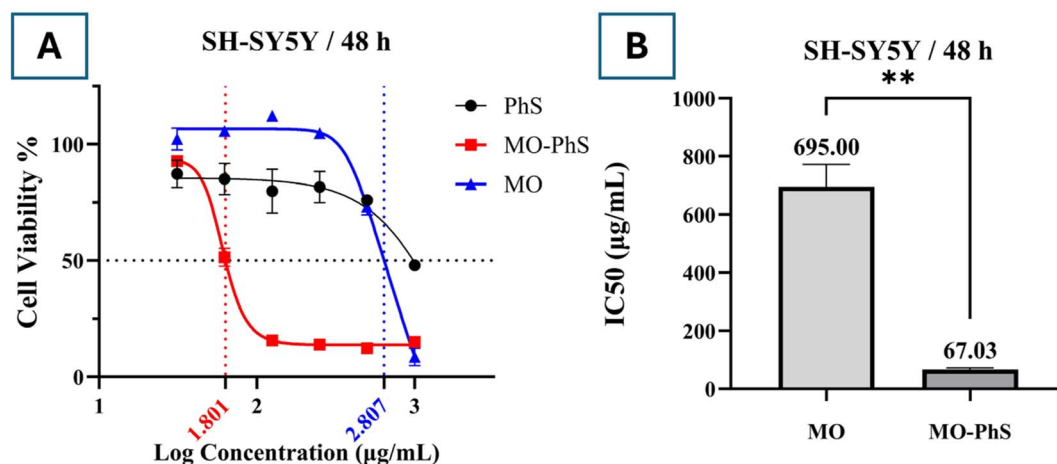 A
SH-SY5Y / 48 h
Cell Viability %
100
50
0
1
1.801
2
2.807
3
Log Concentration (µg/mL)
PhS
MO-PhS
MO
B
SH-SY5Y / 48 h
**
IC50 (µg/mL)
1000
800
600
400
200
0
695.00
67.03
MO
MO-PhS